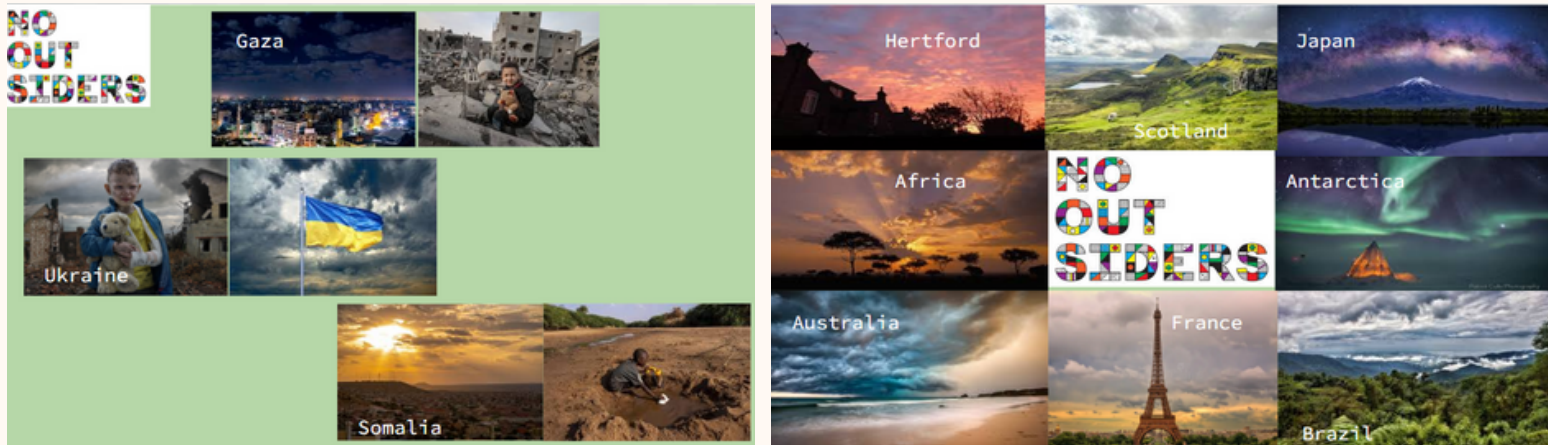 NO
OUT
SIDERS
Gaza
Ukraine
Somalia
Hertford
Scotland
Japan
Africa
NO
OUT
SIDERS
Antarctica
Australia
France
Brazil